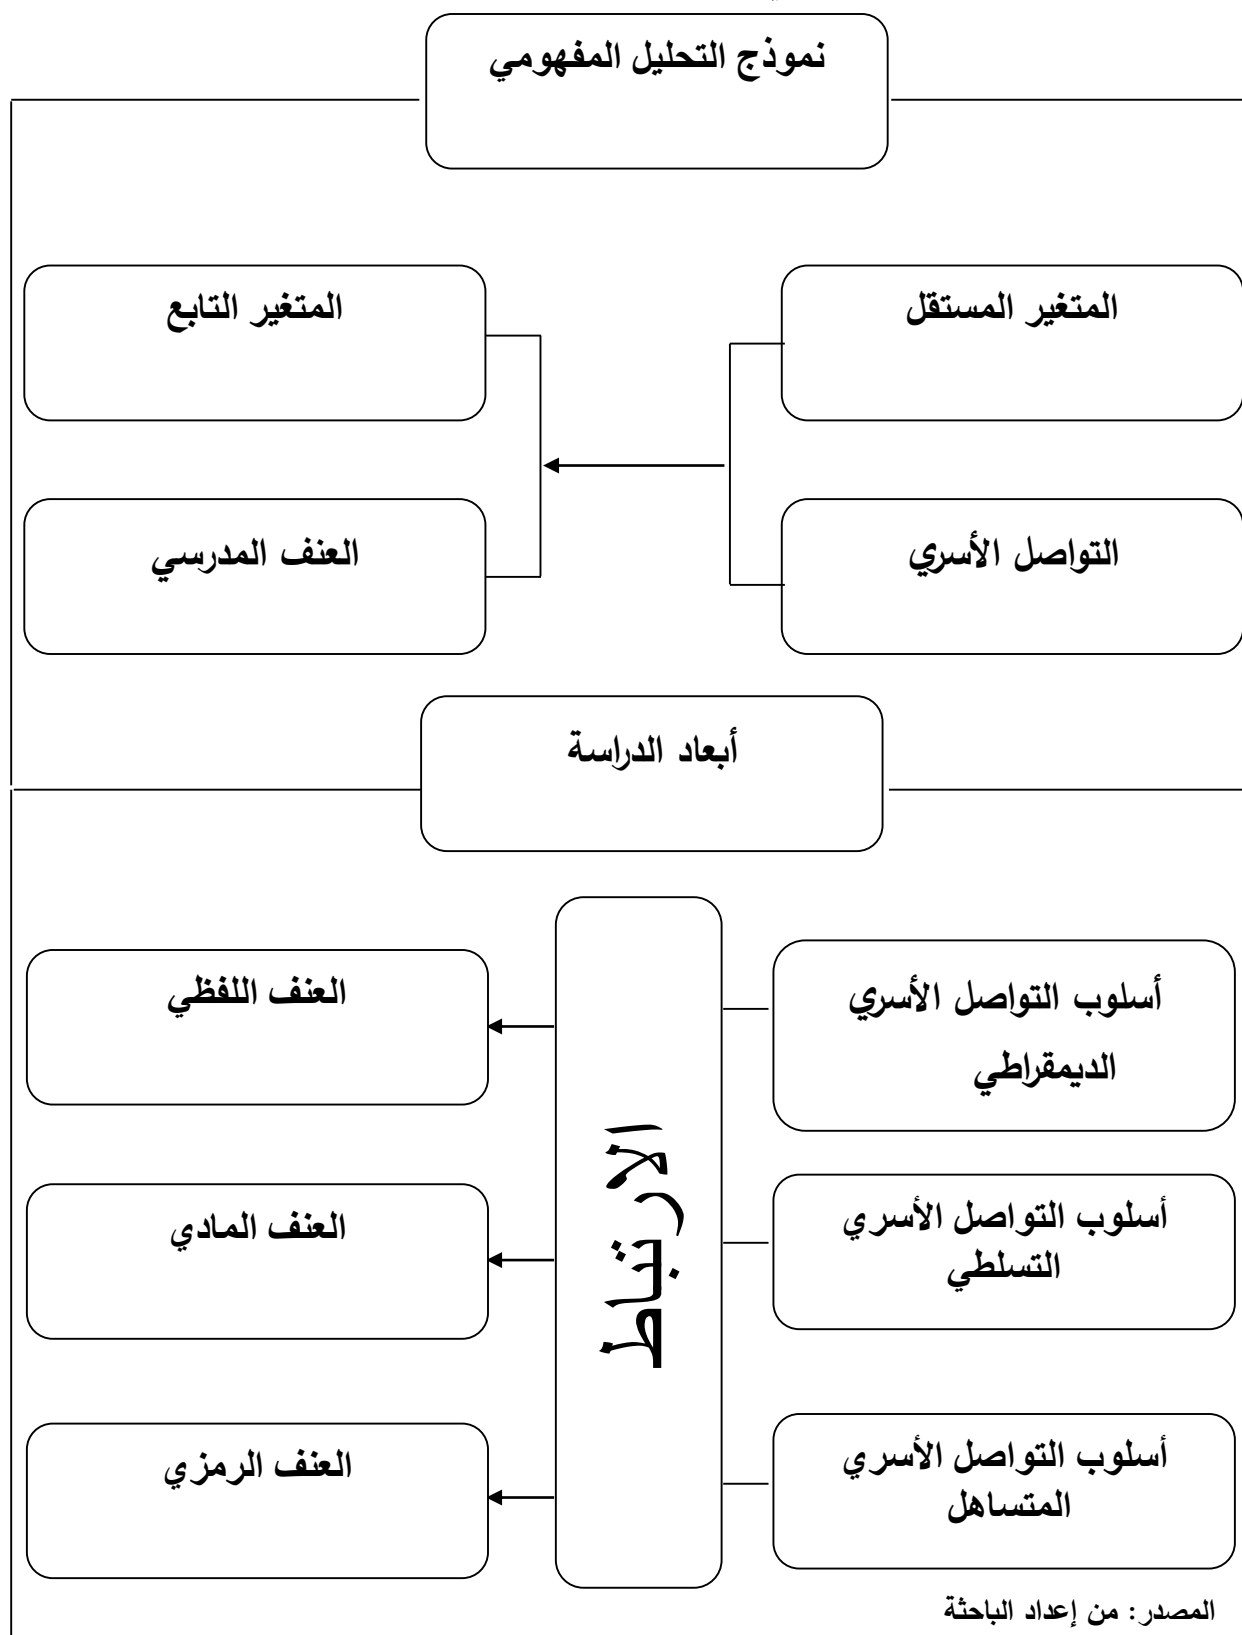 نموذج التحليل المفهومي
المتغير المستقل
المتغير التابع
التواصل الأسري
العنف المدرسي
أبعاد الدراسة
أسلوب التواصل الأسري
الديمقراطي
الارتباط
العنف اللفظي
أسلوب التواصل الأسري
التسلطي
العنف المادي
أسلوب التواصل الأسري
المتساهل
العنف الرمزي
المصدر: من إعداد الباحثة